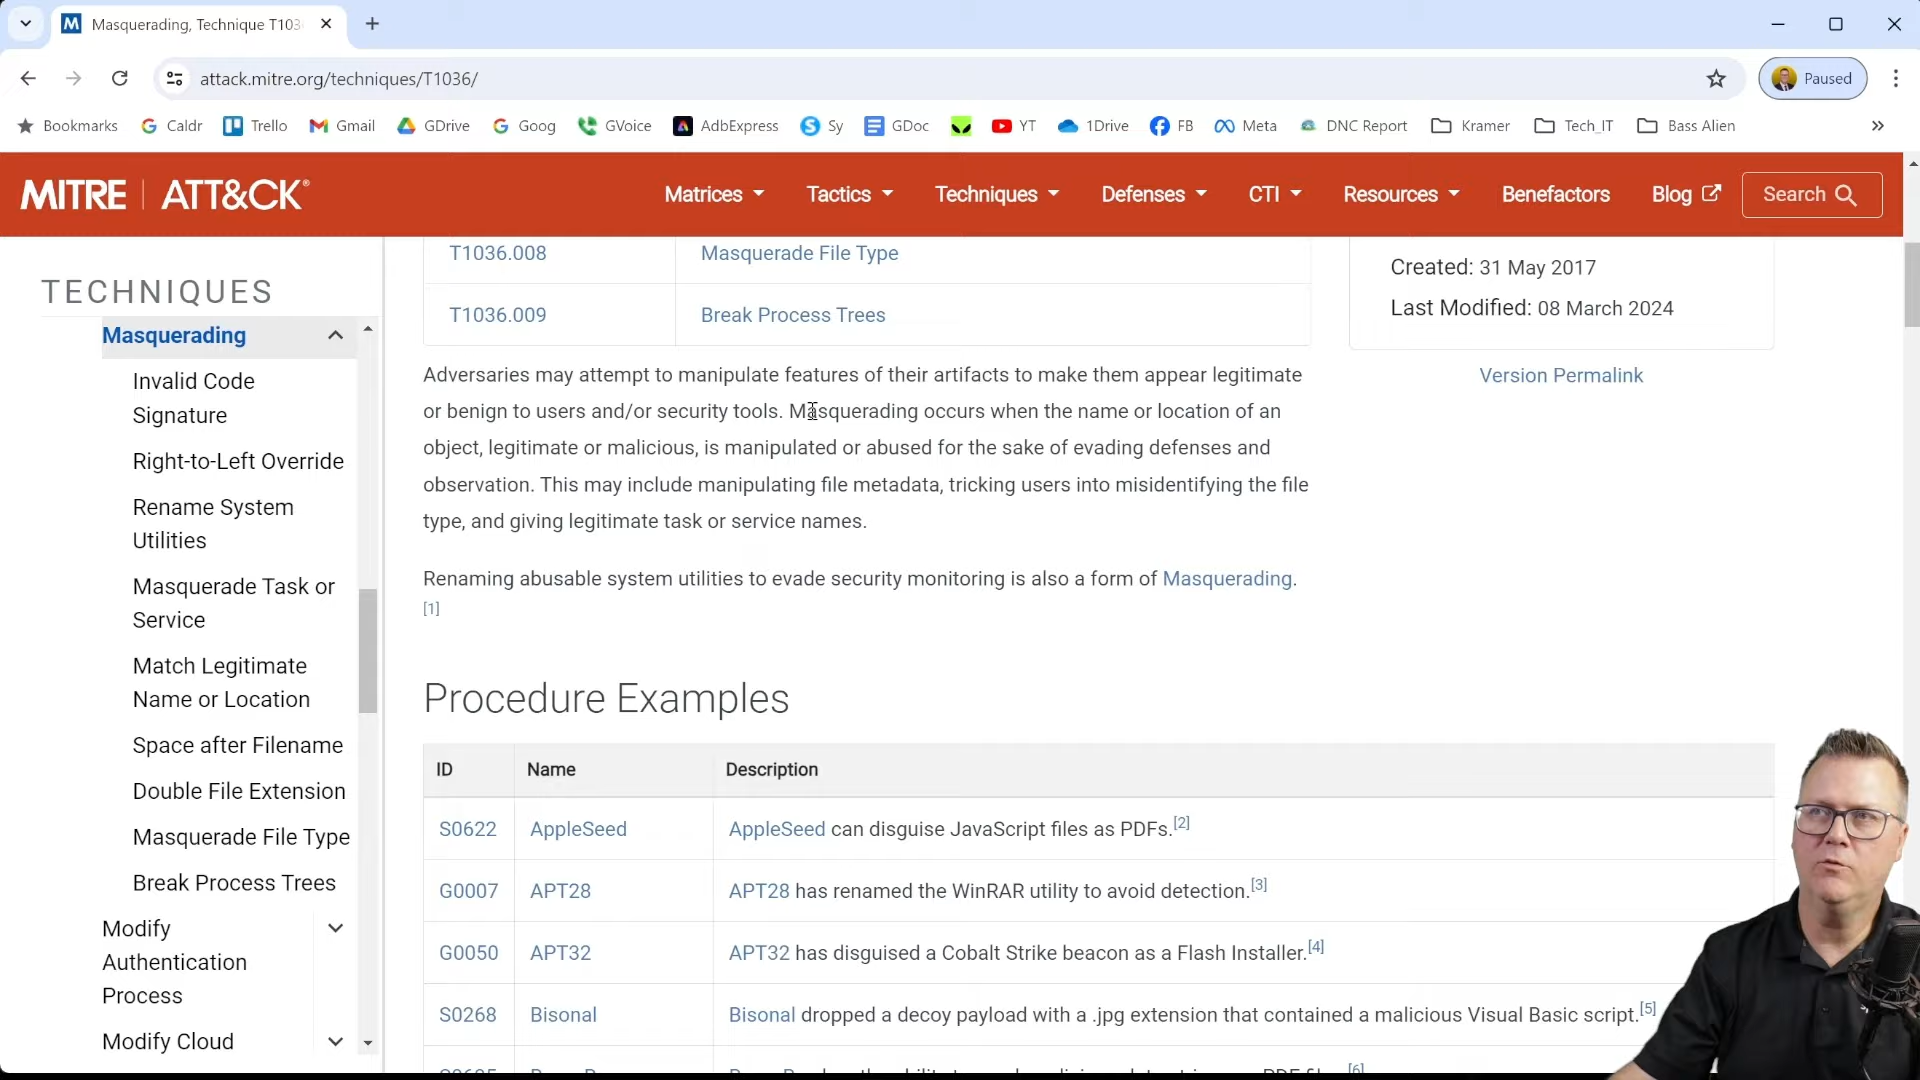 Masquerading, Technique T103
attack.mitre.org/techniques/T1036/
Paused
Bookmarks
Caldr
Trello
Gmail
GDrive
Goog
GVoice
AdbExpress
Sy
GDoc
YT
1Drive
FB
Meta
DNC Report
Kramer
Tech_IT
Bass Alien
MITRE | ATT&CK®
Matrices
Tactics
Techniques
Defenses
CTI
Resources
Benefactors
Blog
Search
TECHNIQUES
Masquerading
Invalid Code
Signature
Right-to-Left Override
Rename System
Utilities
Masquerade Task or
Service
Match Legitimate
Name or Location
Space after Filename
Double File Extension
Masquerade File Type
Break Process Trees
Modify
Authentication
Process
Modify Cloud
T1036.008 Masquerade File Type
T1036.009 Break Process Trees
Adversaries may attempt to manipulate features of their artifacts to make them appear legitimate
or benign to users and/or security tools. Masquerading occurs when the name or location of an
object, legitimate or malicious, is manipulated or abused for the sake of evading defenses and
observation. This may include manipulating file metadata, tricking users into misidentifying the file
type, and giving legitimate task or service names.
Renaming abusable system utilities to evade security monitoring is also a form of Masquerading.
[1]
Created: 31 May 2017
Last Modified: 08 March 2024
Version Permalink
Procedure Examples
ID Name Description
S0622 AppleSeed AppleSeed can disguise JavaScript files as PDFs.[2]
G0007 APT28 APT28 has renamed the WinRAR utility to avoid detection.[3]
G0050 APT32 APT32 has disguised a Cobalt Strike beacon as a Flash Installer.[4]
S0268 Bisonal Bisonal dropped a decoy payload with a .jpg extension that contained a malicious Visual Basic script.[5]
[6]